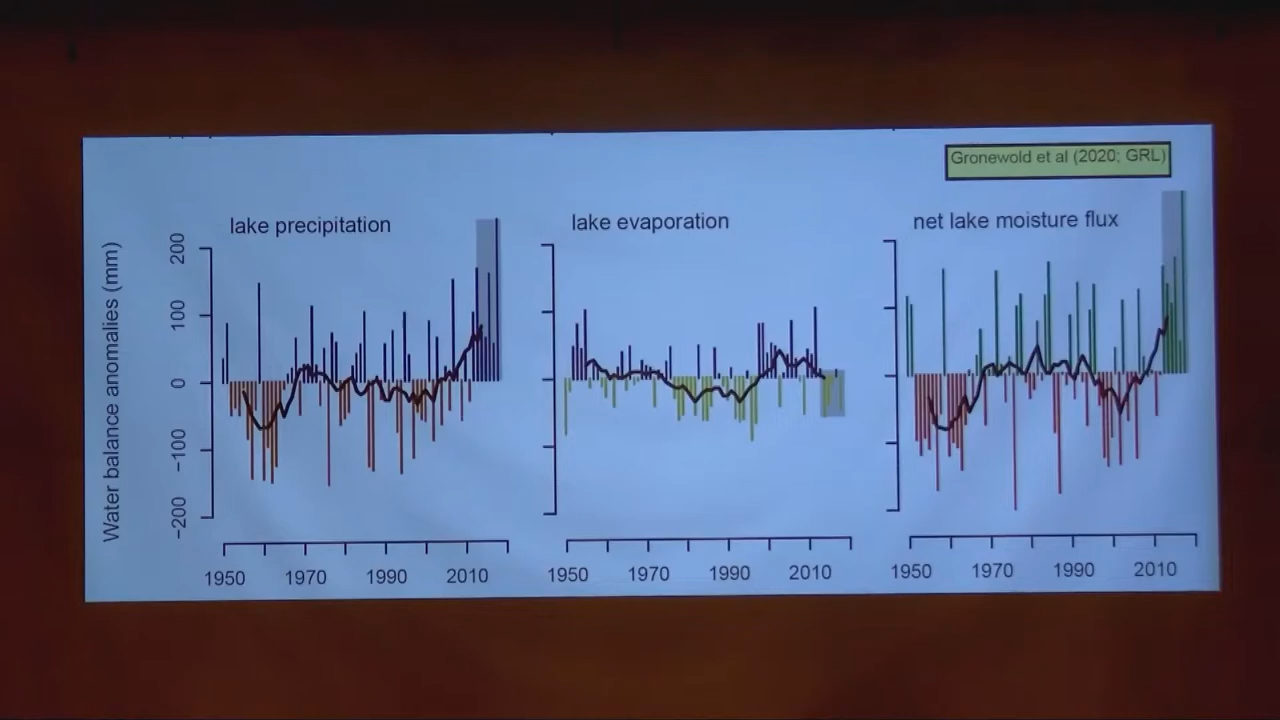 Gronewold et al (2020; GRL)
lake precipitation
lake evaporation
net lake moisture flux
Water balance anomalies (mm)
200
100
0
-100
-200
1950 1970 1990 2010
1950 1970 1990 2010
1950 1970 1990 2010